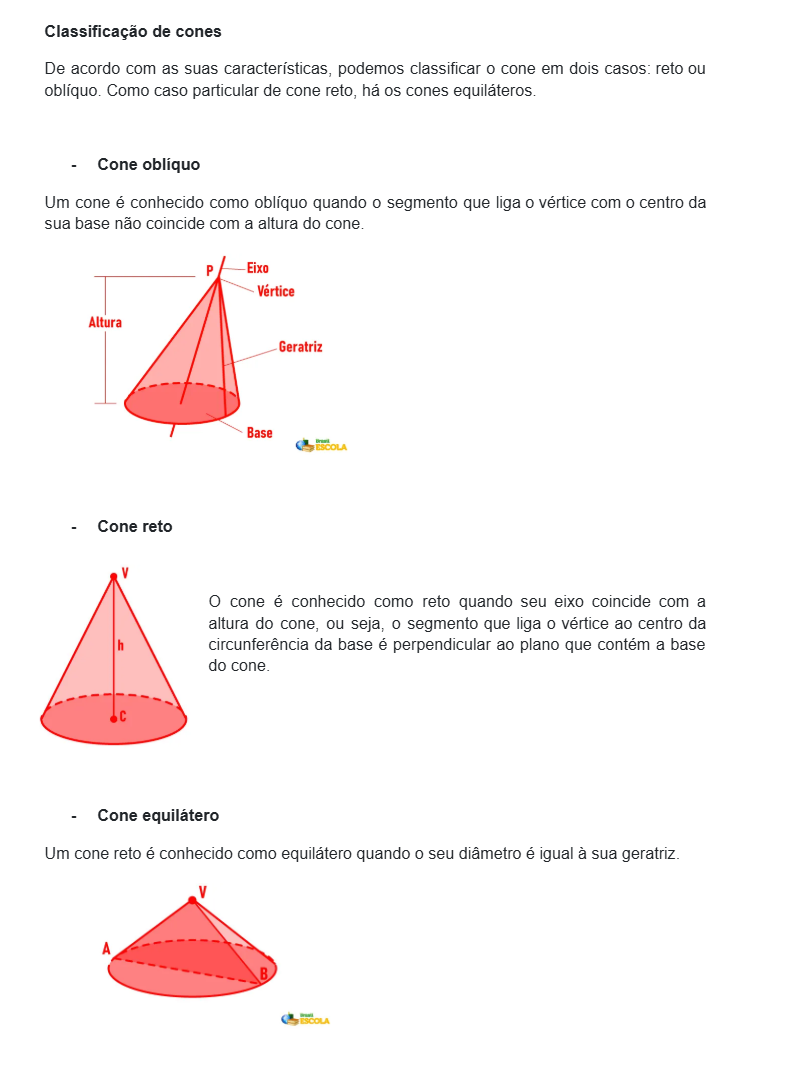 Classificação de cones
De acordo com as suas características, podemos classificar o cone em dois casos: reto ou
oblíquo. Como caso particular de cone reto, há os cones equiláteros.
- Cone oblíquo
Um cone é conhecido como oblíquo quando o segmento que liga o vértice com o centro da
sua base não coincide com a altura do cone.
P
Eixo
Vértice
Altura
Geratriz
Base
Brasil
ESCOLA
- Cone reto
V
h
C
O cone é conhecido como reto quando seu eixo coincide com a
altura do cone, ou seja, o segmento que liga o vértice ao centro da
circunferência da base é perpendicular ao plano que contém a base
do cone.
- Cone equilátero
Um cone reto é conhecido como equilátero quando o seu diâmetro é igual à sua geratriz.
V
A
B
Brasil
ESCOLA